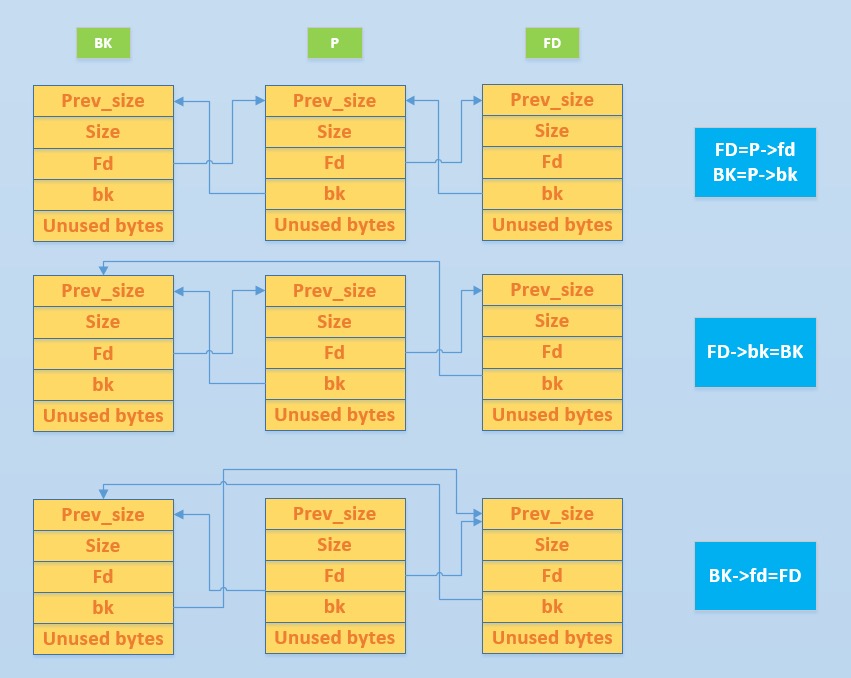 BK
P
FD
Prev_size
Size
Fd
bk
Unused bytes
Prev_size
Size
Fd
bk
Unused bytes
Prev_size
Size
Fd
bk
Unused bytes
FD=P->fd
BK=P->bk
Prev_size
Size
Fd
bk
Unused bytes
Prev_size
Size
Fd
bk
Unused bytes
Prev_size
Size
Fd
bk
Unused bytes
FD->bk=BK
Prev_size
Size
Fd
bk
Unused bytes
Prev_size
Size
Fd
bk
Unused bytes
Prev_size
Size
Fd
bk
Unused bytes
BK->fd=FD